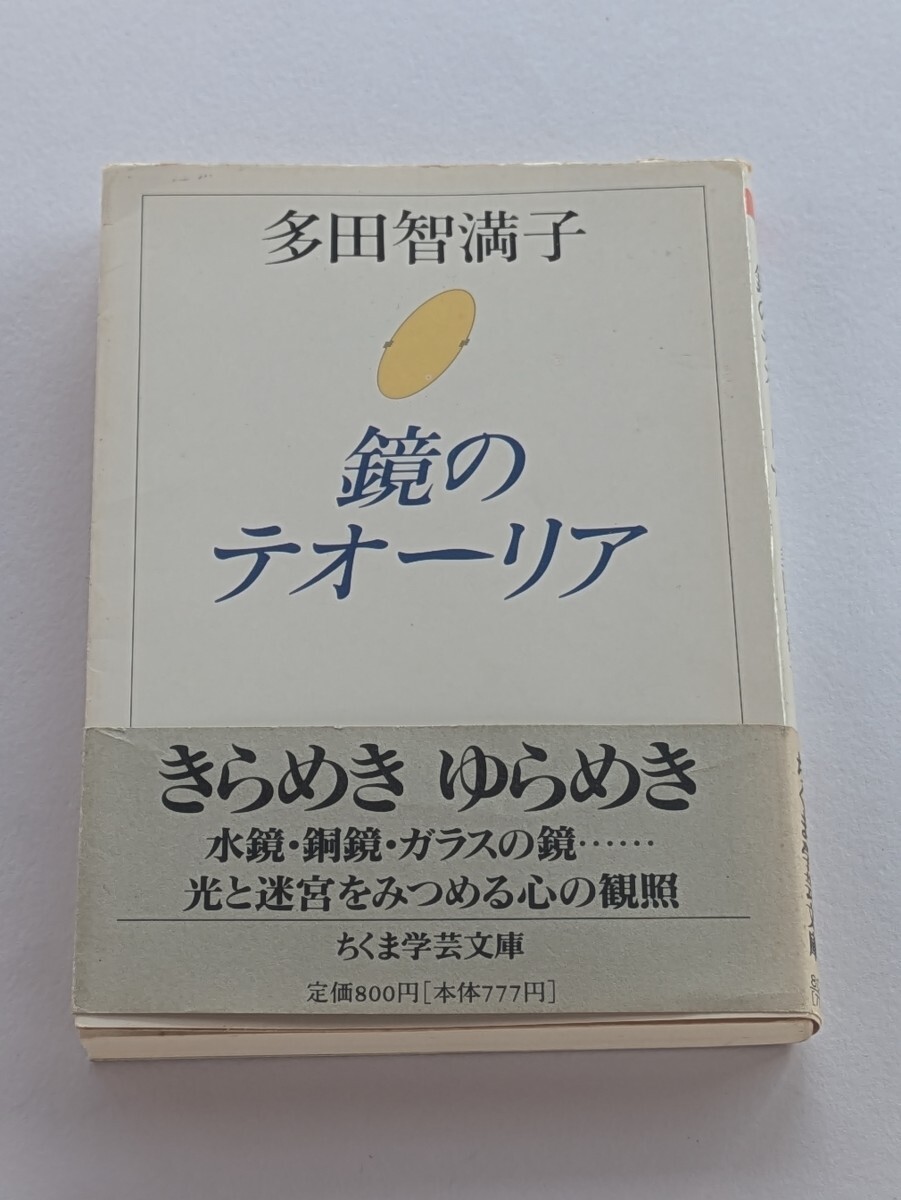 多田智満子
鏡の
テオーリア
きらめき ゆらめき
水鏡・銅鏡・ガラスの鏡……
光と迷宮をみつめる心の観照
ちくま学芸文庫
定価800円[本体777円]